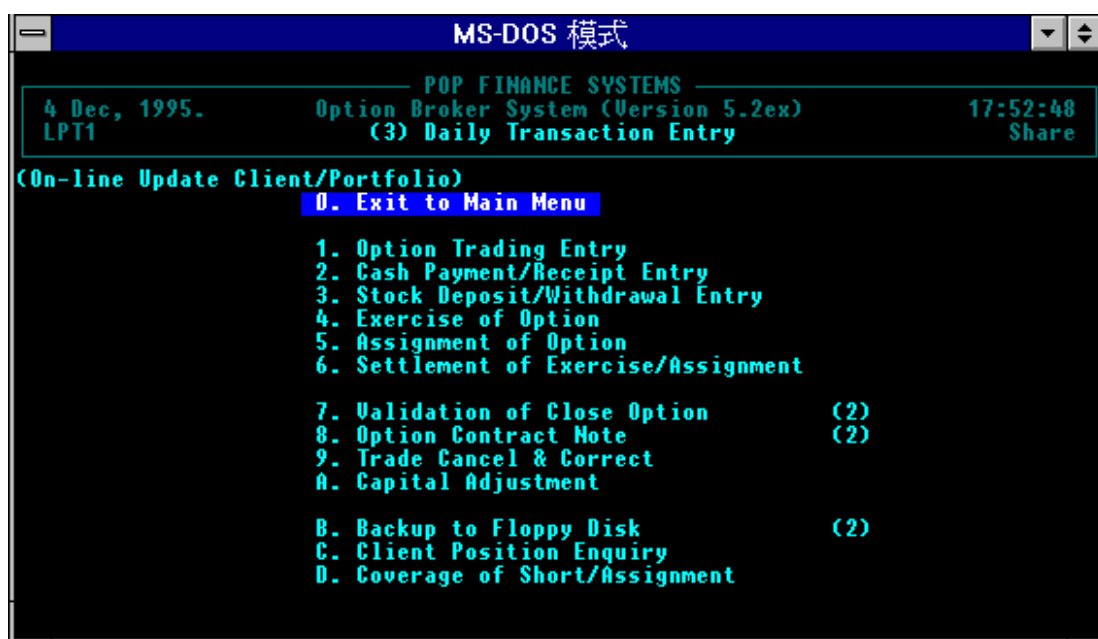 MS-DOS 模式
POP FINANCE SYSTEMS
4 Dec, 1995. Option Broker System (Version 5.2ex) 17:52:48
LPT1 (3) Daily Transaction Entry Share
(On-line Update Client/Portfolio)
0. Exit to Main Menu
1. Option Trading Entry
2. Cash Payment/Receipt Entry
3. Stock Deposit/Withdrawal Entry
4. Exercise of Option
5. Assignment of Option
6. Settlement of Exercise/Assignment
7. Validation of Close Option (2)
8. Option Contract Note (2)
9. Trade Cancel & Correct
A. Capital Adjustment
B. Backup to Floppy Disk (2)
C. Client Position Enquiry
D. Coverage of Short/Assignment